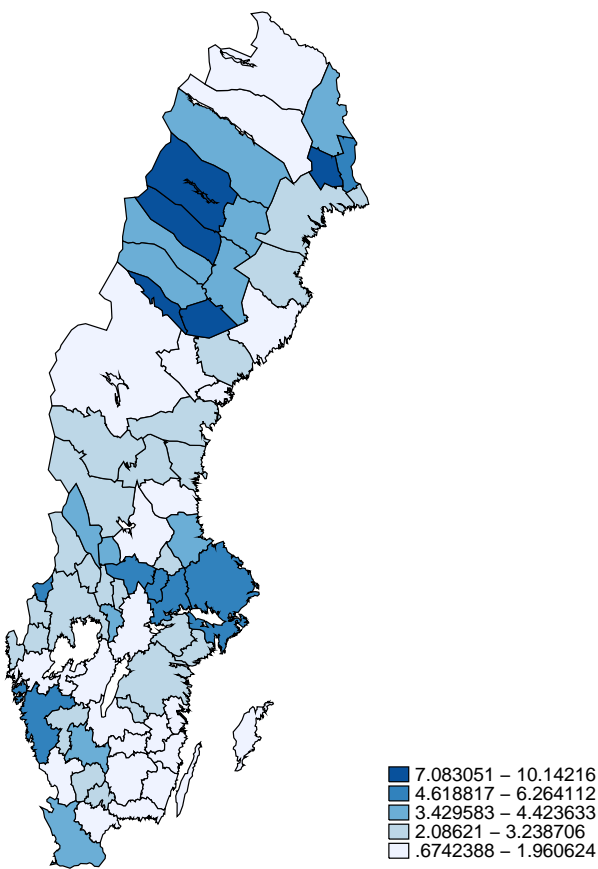 7.083051 – 10.14216
4.618817 – 6.264112
3.429583 – 4.423633
2.08621 – 3.238706
.6742388 – 1.960624